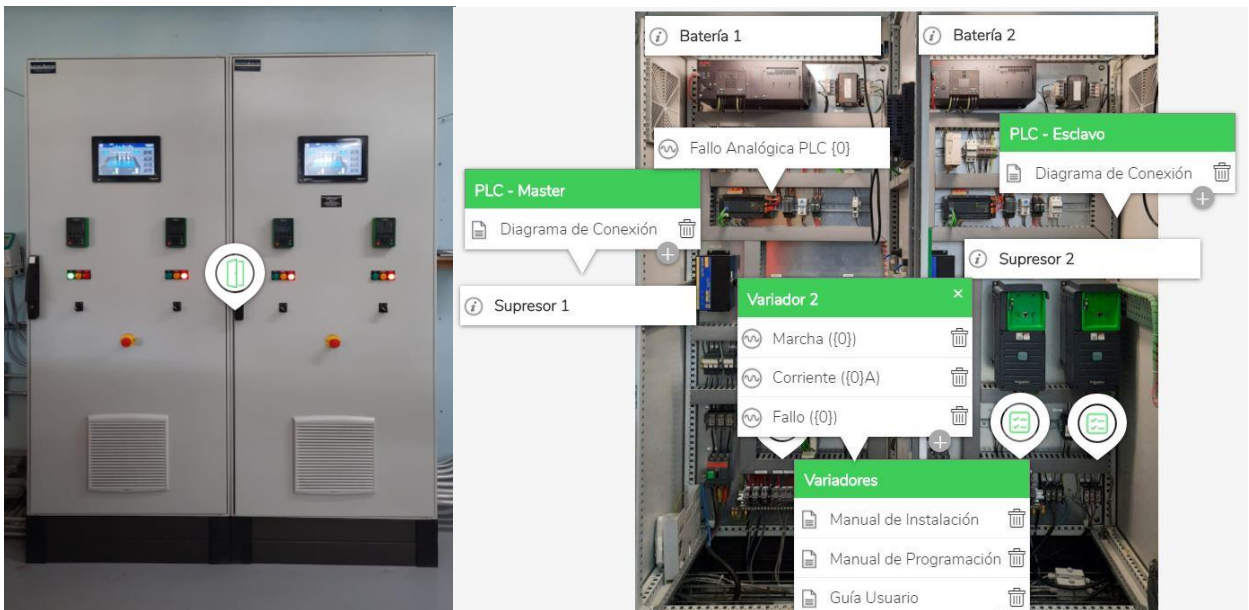 Batería 1
Batería 2
Fallo Analógica PLC {0}
PLC - Esclavo
Diagrama de Conexión
PLC - Master
Diagrama de Conexión
Supresor 2
Supresor 1
Variador 2
Marcha ({0})
Corriente ({0}A)
Fallo ({0})
Variadores
Manual de Instalación
Manual de Programación
Guía Usuario